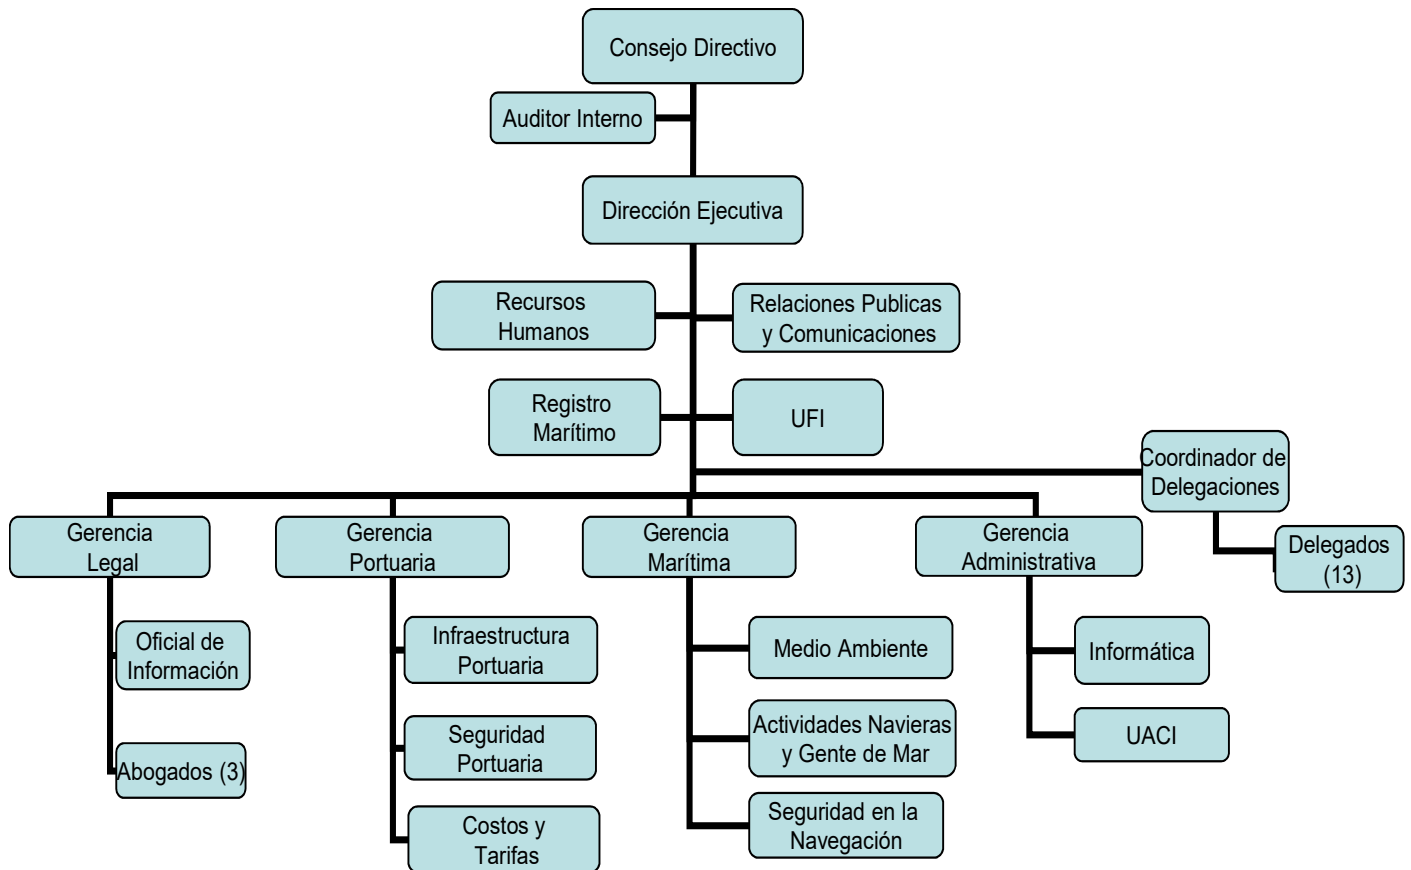 Consejo Directivo
Auditor Interno
Dirección Ejecutiva
Recursos
Humanos
Relaciones Publicas
y Comunicaciones
Registro
Marítimo
UFI
Coordinador de
Delegaciones
Delegados
(13)
Gerencia
Legal
Gerencia
Portuaria
Gerencia
Marítima
Gerencia
Administrativa
Oficial de
Información
Abogados (3)
Infraestructura
Portuaria
Seguridad
Portuaria
Costos y
Tarifas
Medio Ambiente
Actividades Navieras
y Gente de Mar
Seguridad en la
Navegación
Informática
UACI